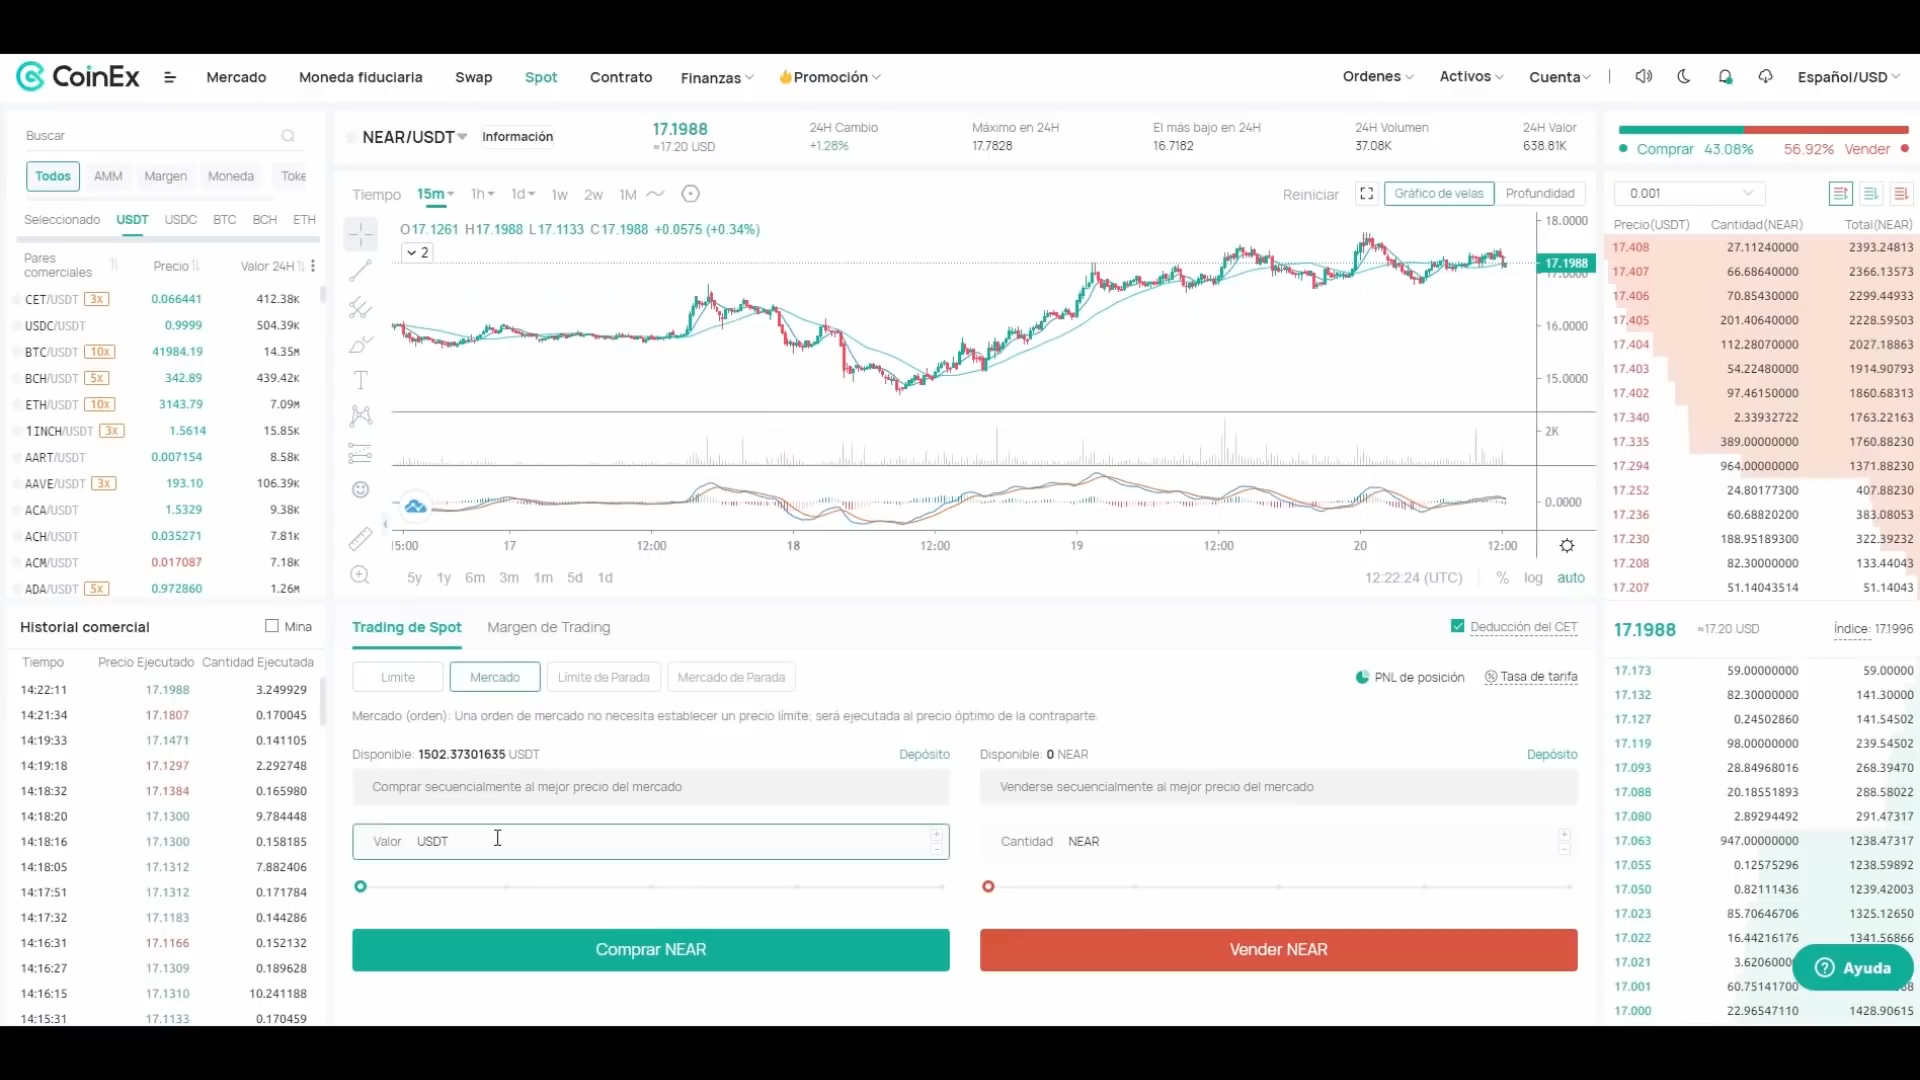 CoinEx
Mercado
Moneda fiduciaria
Swap
Spot
Contrato
Finanzas
Promoción
Ordenes
Activos
Cuenta
Español/USD
Buscar
Todos AMM Margen Moneda Toke
Seleccionado USDT USDC BTC BCH ETH
Pares comerciales Precio Valor 24H
CET/USDT 3x 0.066441 412.38K
USDC/USDT 0.9999 504.39K
BTC/USDT 10x 41984.19 14.35M
BCH/USDT 5x 342.89 439.42K
ETH/USDT 10x 3143.79 7.09M
1INCH/USDT 3x 1.5614 15.85K
AART/USDT 0.007154 8.58K
AAVE/USDT 3x 193.10 106.39K
ACA/USDT 1.5329 9.38K
ACH/USDT 0.035271 7.81K
ACM/USDT 0.017087 7.18K
ADA/USDT 5x 0.972860 1.26M
NEAR/USDT Información
17.1988
≈17.20 USD
24H Cambio
+1.28%
Máximo en 24H
17.7828
El más bajo en 24H
16.7182
24H Volumen
37.08K
24H Valor
638.81K
Tiempo 15m 1h 1d 1w 2w 1M
Reiniciar Gráfico de velas Profundidad
O17.1261 H17.1988 L17.1133 C17.1988 +0.0575 (+0.34%)
2
18.0000
17.1988
17.0000
16.0000
15.0000
2K
0.0000
15:00 17 12:00 18 12:00 19 12:00 20 12:00
5y 1y 6m 3m 1m 5d 1d
12:22:24 (UTC) % log auto
Comprar 43.08% 56.92% Vender
0.001
Precio(USDT) Cantidad(NEAR) Total(NEAR)
17.408 27.11240000 2393.24813
17.407 66.68640000 2366.13573
17.406 70.85430000 2299.44933
17.405 201.40640000 2228.59503
17.404 112.28070000 2027.18863
17.403 54.22480000 1914.90793
17.402 97.46150000 1860.68313
17.340 2.33932722 1763.22163
17.335 389.00000000 1760.88230
17.294 964.00000000 1371.88230
17.252 24.80177300 407.88230
17.236 60.68820200 383.08053
17.230 188.95189300 322.39232
17.208 82.30000000 133.44043
17.207 51.14043514 51.14043
17.1988 ≈17.20 USD Índice: 17.1996
17.173 59.00000000 59.00000
17.132 82.30000000 141.30000
17.127 0.24502860 141.54502
17.119 98.00000000 239.54502
17.093 28.84968016 268.39470
17.088 20.18551893 288.58022
17.080 2.89294492 291.47317
17.063 947.00000000 1238.47317
17.055 0.12575296 1238.59892
17.050 0.82111436 1239.42003
17.023 85.70646706 1325.12650
17.022 16.44216176 1341.56866
17.021 3.6206000
17.001 60.75141700
17.000 22.96547110 1428.90615
Ayuda
Historial comercial Mina
Tiempo Precio Ejecutado Cantidad Ejecutada
14:22:11 17.1988 3.249929
14:21:34 17.1807 0.170045
14:19:33 17.1471 0.141105
14:19:18 17.1297 2.292748
14:18:32 17.1384 0.165980
14:18:20 17.1300 9.784448
14:18:16 17.1300 0.158185
14:18:05 17.1312 7.882406
14:17:51 17.1312 0.171784
14:17:32 17.1183 0.144286
14:16:31 17.1166 0.152132
14:16:27 17.1309 0.189628
14:16:15 17.1310 10.241188
14:15:31 17.1133 0.170459
Trading de Spot Margen de Trading Deducción del CET
Limite Mercado Límite de Parada Mercado de Parada PNL de posición Tasa de tarifa
Mercado (orden): Una orden de mercado no necesita establecer un precio límite; será ejecutada al precio óptimo de la contraparte.
Disponible: 1502.37301635 USDT Depósito
Comprar secuencialmente al mejor precio del mercado
Valor USDT
Comprar NEAR
Disponible: 0 NEAR Depósito
Venderse secuencialmente al mejor precio del mercado
Cantidad NEAR
Vender NEAR